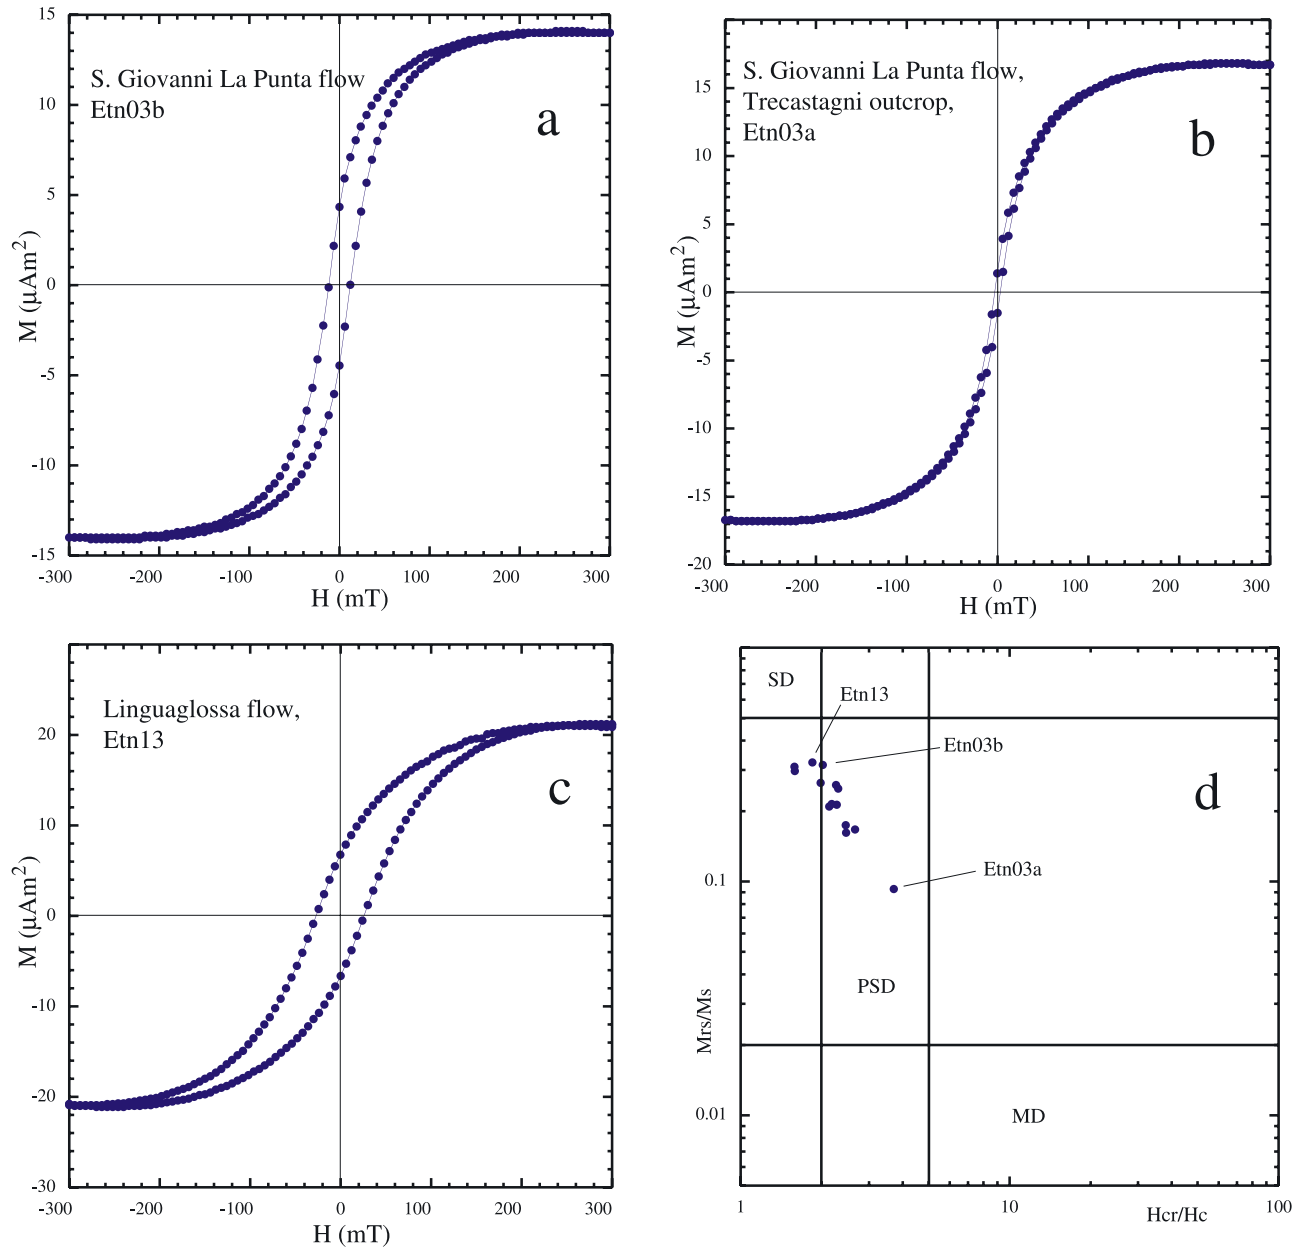 15
10
5
0
-5
-10
-15
M (µAm²)
S. Giovanni La Punta flow
Etn03b
a
-300
-200
-100
0
100
200
300
H (mT)
15
10
5
0
-5
-10
-15
-20
M (µAm²)
S. Giovanni La Punta flow,
Trecastagni outcrop,
Etn03a
b
-300
-200
-100
0
100
200
300
H (mT)
30
20
10
0
-10
-20
-30
M (µAm²)
Linguaglossa flow,
Etn13
c
-300
-200
-100
0
100
200
300
H (mT)
SD
Etn13
Etn03b
d
Etn03a
0.1
PSD
Mrs/Ms
0.01
MD
1
10
100
Hcr/Hc